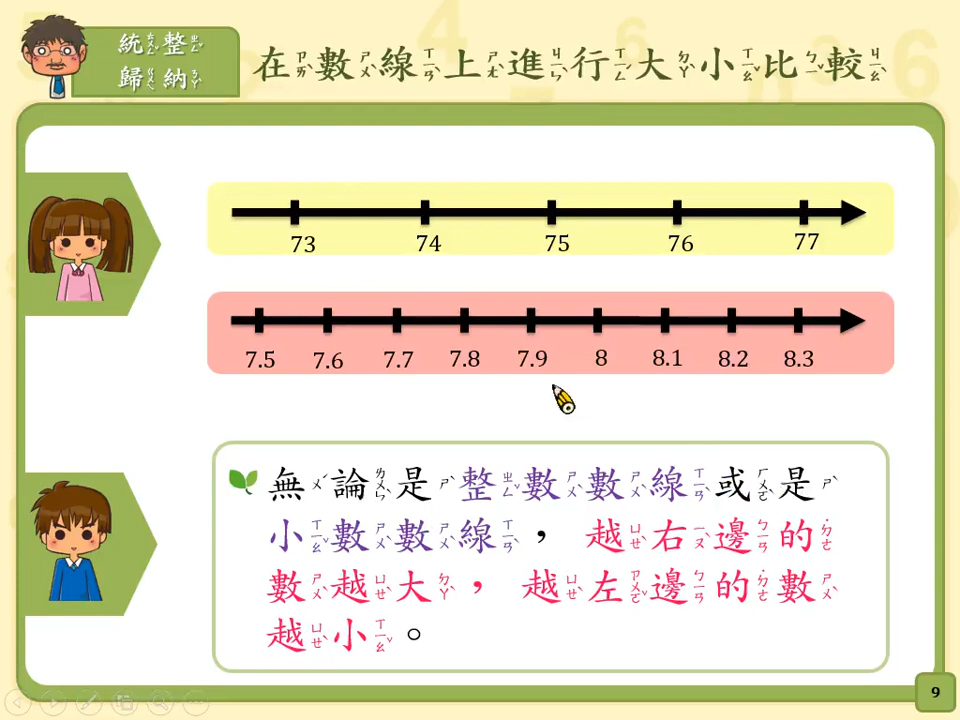 統整
歸納
在數線上進行大小比較
73 74 75 76 77
7.5 7.6 7.7 7.8 7.9 8 8.1 8.2 8.3
無論是整數數線或是
小數數線，越右邊的
數越大，越左邊的數
越小。
9